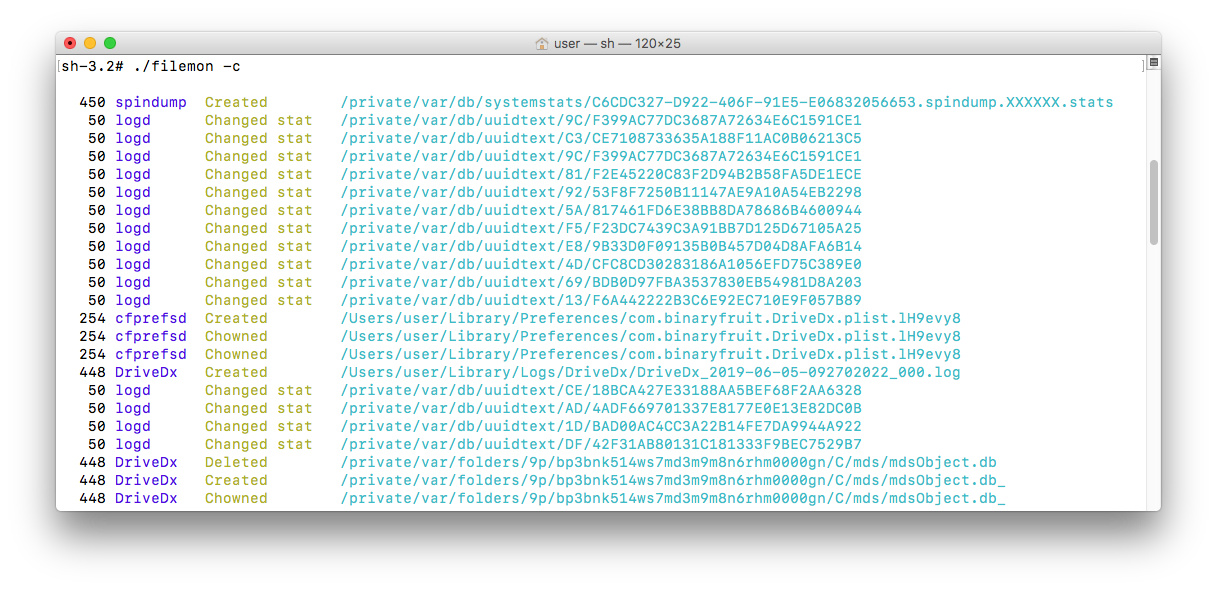 user — sh — 120×25
[sh-3.2# ./filemon -c ]
450 spindump Created /private/var/db/systemstats/C6CDC327-D922-406F-91E5-E06832056653.spindump.XXXXXX.stats
50 logd Changed stat /private/var/db/uuidtext/9C/F399AC77DC3687A72634E6C1591CE1
50 logd Changed stat /private/var/db/uuidtext/C3/CE7108733635A188F11AC0B06213C5
50 logd Changed stat /private/var/db/uuidtext/9C/F399AC77DC3687A72634E6C1591CE1
50 logd Changed stat /private/var/db/uuidtext/81/F2E45220C83F2D94B2B58FA5DE1ECE
50 logd Changed stat /private/var/db/uuidtext/92/53F8F7250B11147AE9A10A54EB2298
50 logd Changed stat /private/var/db/uuidtext/5A/817461FD6E38BB8DA78686B4600944
50 logd Changed stat /private/var/db/uuidtext/F5/F23DC7439C3A91BB7D125D67105A25
50 logd Changed stat /private/var/db/uuidtext/E8/9B33D0F09135B0B457D04D8AFA6B14
50 logd Changed stat /private/var/db/uuidtext/4D/CFC8CD30283186A1056EFD75C389E0
50 logd Changed stat /private/var/db/uuidtext/69/BDB0D97FBA3537830EB54981D8A203
50 logd Changed stat /private/var/db/uuidtext/13/F6A442222B3C6E92EC710E9F057B89
254 cfprefsd Created /Users/user/Library/Preferences/com.binaryfruit.DriveDx.plist.lH9evy8
254 cfprefsd Chowned /Users/user/Library/Preferences/com.binaryfruit.DriveDx.plist.lH9evy8
254 cfprefsd Chowned /Users/user/Library/Preferences/com.binaryfruit.DriveDx.plist.lH9evy8
448 DriveDx Created /Users/user/Library/Logs/DriveDx/DriveDx_2019-06-05-092702022_000.log
50 logd Changed stat /private/var/db/uuidtext/CE/18BCA427E33188AA5BEF68F2AA6328
50 logd Changed stat /private/var/db/uuidtext/AD/4ADF669701337E8177E0E13E82DC0B
50 logd Changed stat /private/var/db/uuidtext/1D/BAD00AC4CC3A22B14FE7DA9944A922
50 logd Changed stat /private/var/db/uuidtext/DF/42F31AB80131C181333F9BEC7529B7
448 DriveDx Deleted /private/var/folders/9p/bp3bnk514ws7md3m9m8n6rhm0000gn/C/mds/mdsObject.db
448 DriveDx Created /private/var/folders/9p/bp3bnk514ws7md3m9m8n6rhm0000gn/C/mds/mdsObject.db_
448 DriveDx Chowned /private/var/folders/9p/bp3bnk514ws7md3m9m8n6rhm0000gn/C/mds/mdsObject.db_